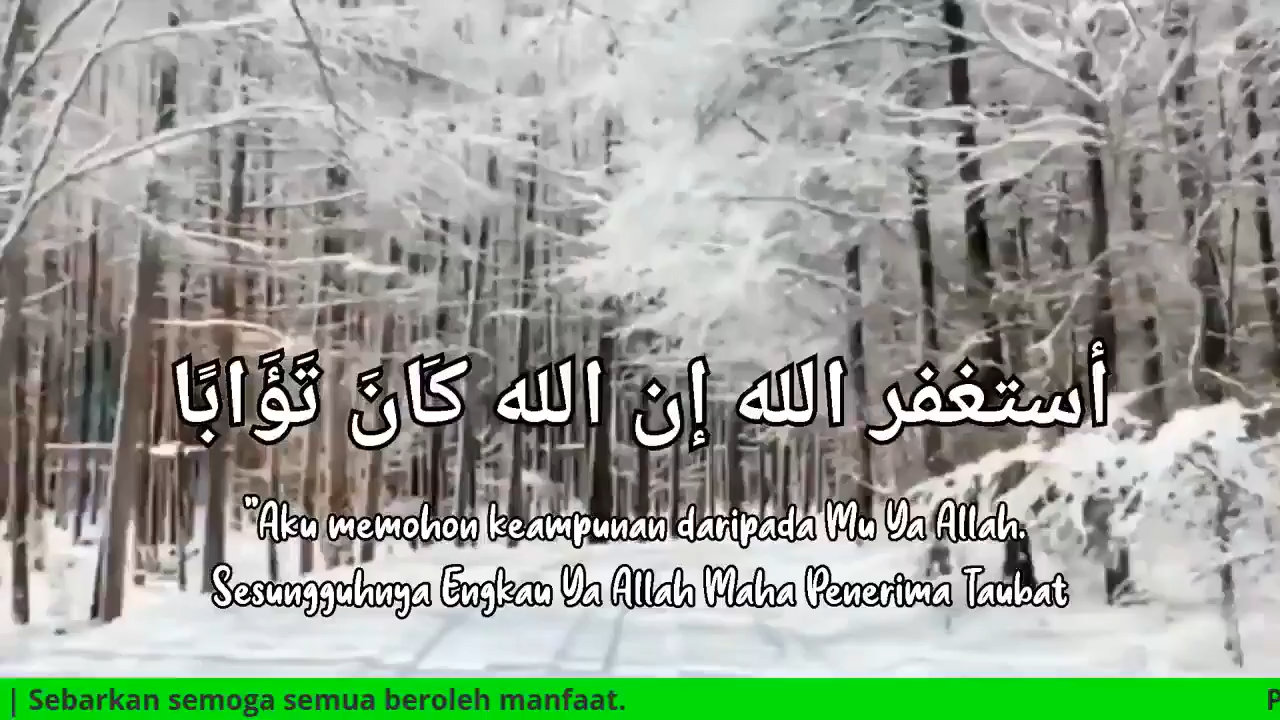 أستغفر الله إن الله كَانَ تَؤَابًا
"Aku memohon keampunan daripada Mu Ya Allah.
Sesungguhnya Engkau Ya Allah Maha Penerima Taubat
| Sebarkan semoga semua beroleh manfaat.